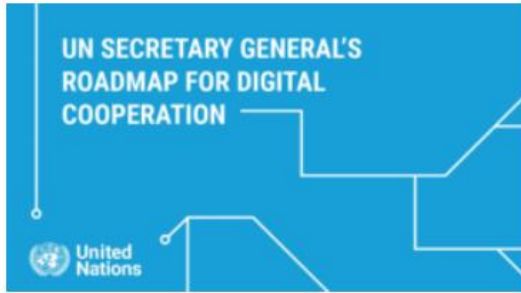 UN SECRETARY GENERAL'S
ROADMAP FOR DIGITAL
COOPERATION
United
Nations